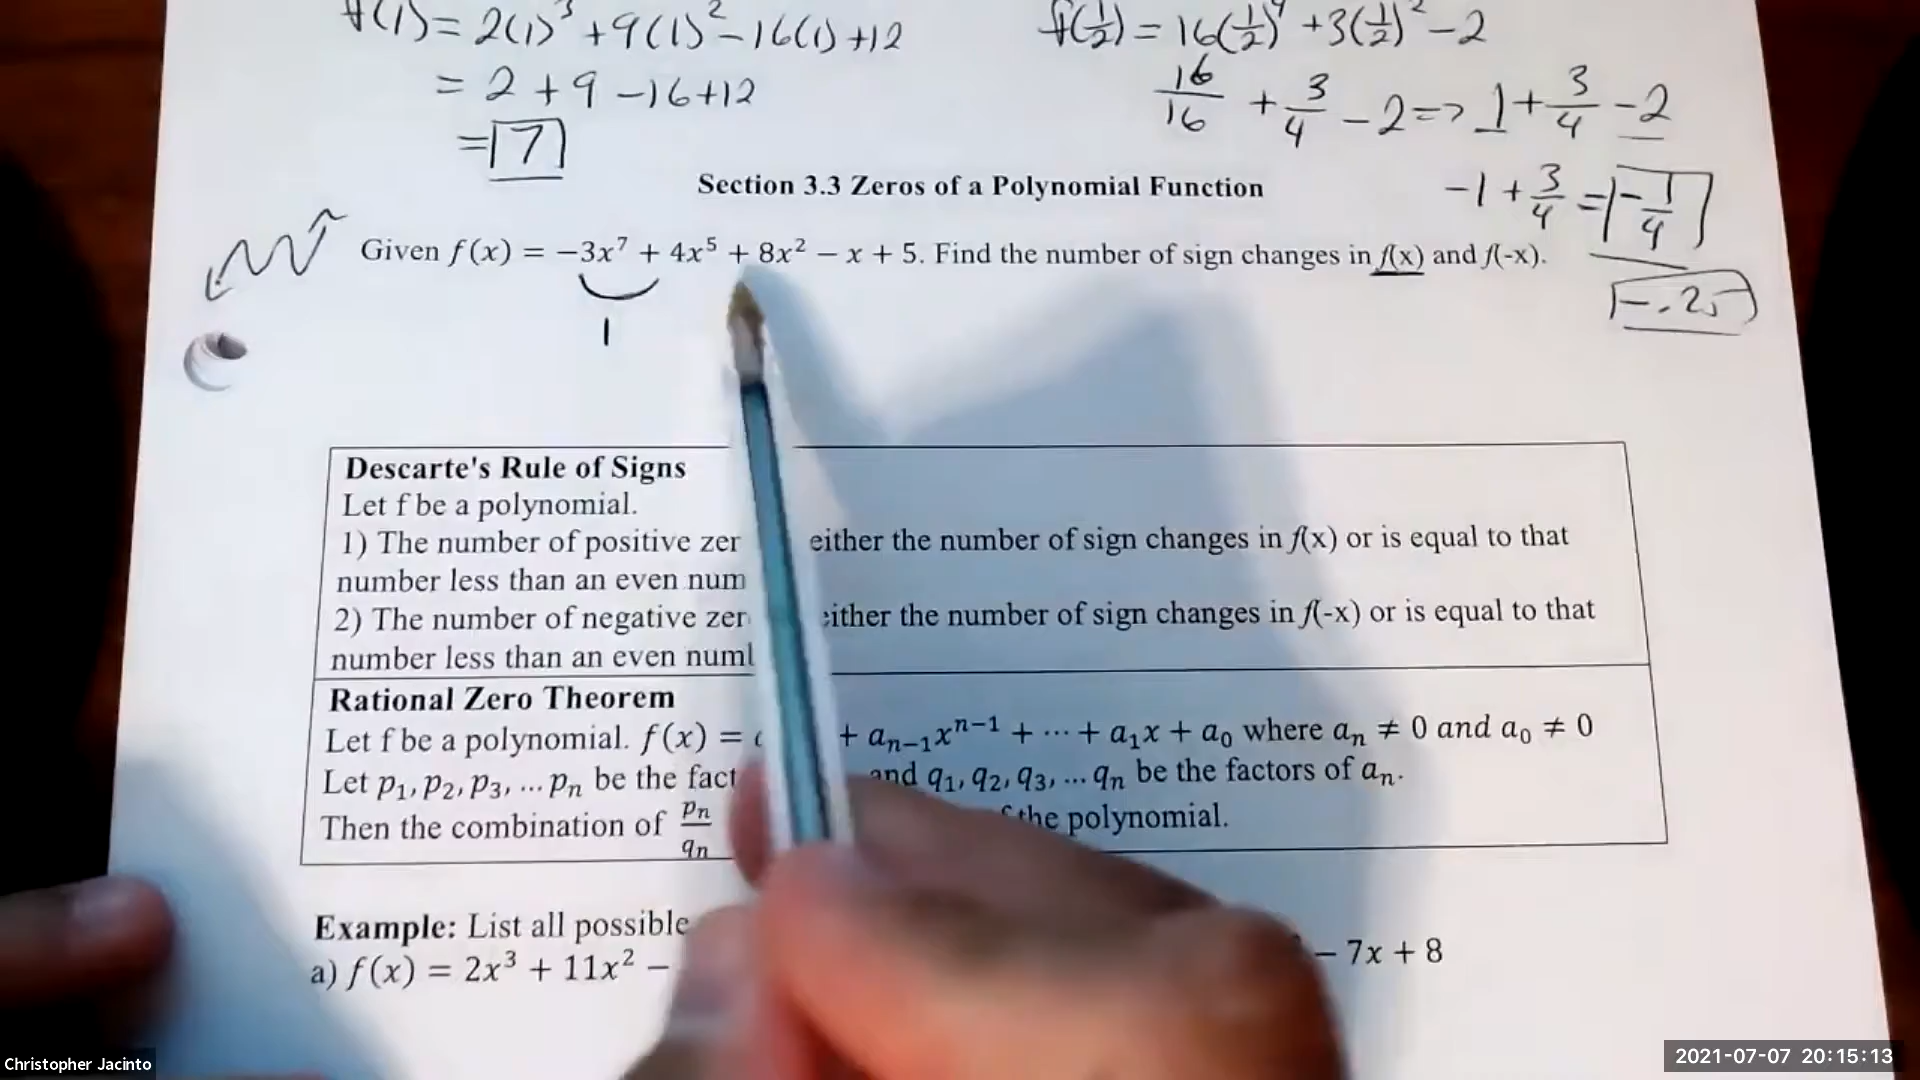 f(1) = 2(1)³ + 9(1)² - 16(1) + 12
= 2 + 9 - 16 + 12
= 7
f(1/2) = 16(1/2)⁴ + 3(1/2)² - 2
16/16 + 3/4 - 2 => 1 + 3/4 - 2
-1 + 3/4 = -1/4
-.25
Section 3.3 Zeros of a Polynomial Function
Given f(x) = −3x⁷ + 4x⁵ + 8x² − x + 5. Find the number of sign changes in f(x) and f(-x).
1
Descarte's Rule of Signs
Let f be a polynomial.
1) The number of positive either the number of sign changes in f(x) or is equal to that
number less than an even
2) The number of negative either the number of sign changes in f(-x) or is equal to that
number less than an even
Rational Zero Theorem
Let f be a polynomial. f(x) = + aₙ₋₁xⁿ⁻¹ + ⋯ + a₁x + a₀ where aₙ ≠ 0 and a₀ ≠ 0
Let p₁, p₂, p₃, … pₙ be the and q₁, q₂, q₃, … qₙ be the factors of aₙ.
Then the combination of pₙ/qₙ the polynomial.
Example: List all possible
a) f(x) = 2x³ + 11x² − − 7x + 8
Christopher Jacinto
2021-07-07 20:15:13